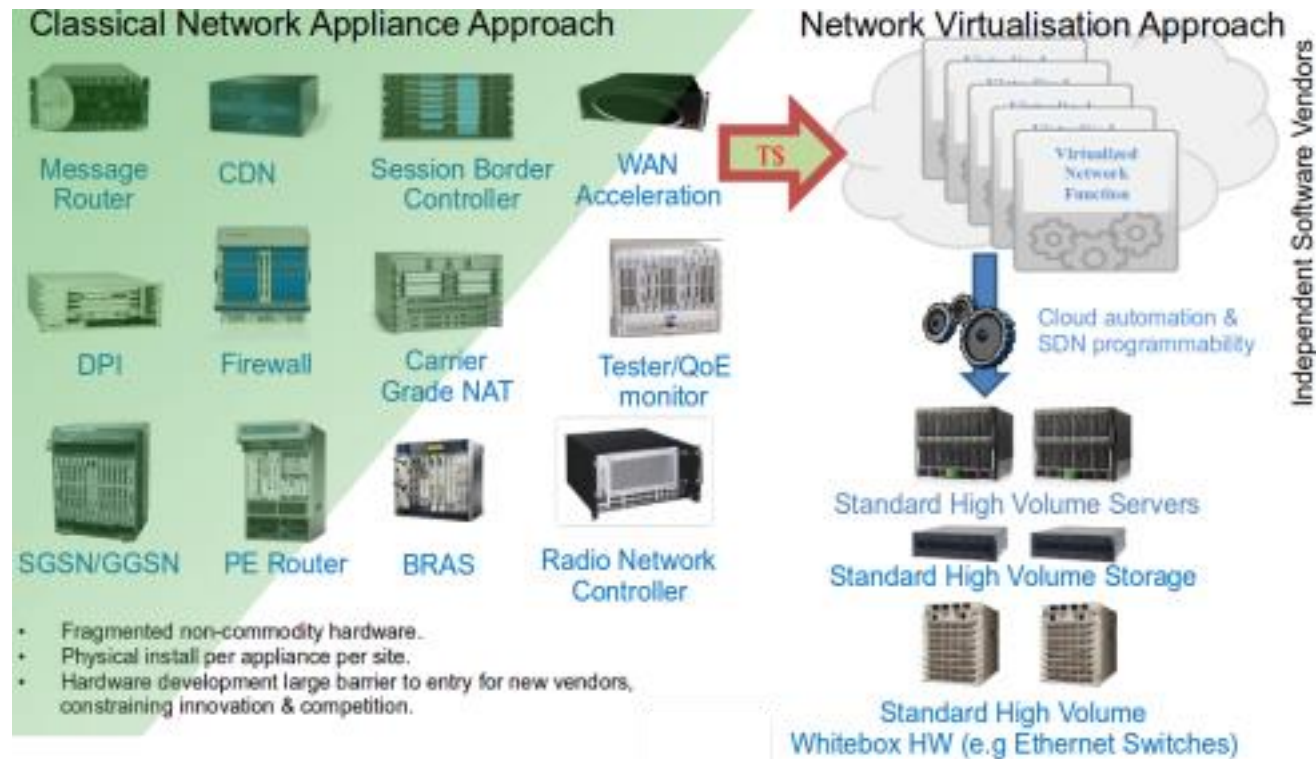 Classical Network Appliance Approach
Message
Router
CDN
Session Border
Controller
WAN
Acceleration
DPI
Firewall
Carrier
Grade NAT
Tester/QoE
monitor
SGSN/GGSN
PE Router
BRAS
Radio Network
Controller
• Fragmented non-commodity hardware.
• Physical install per appliance per site.
• Hardware development large barrier to entry for new vendors,
constraining innovation & competition.
TS
Network Virtualisation Approach
Virtualized
Network
Function
Cloud automation &
SDN programmability
Standard High Volume Servers
Standard High Volume Storage
Standard High Volume
Whitebox HW (e.g Ethernet Switches)
Independent Software Vendors